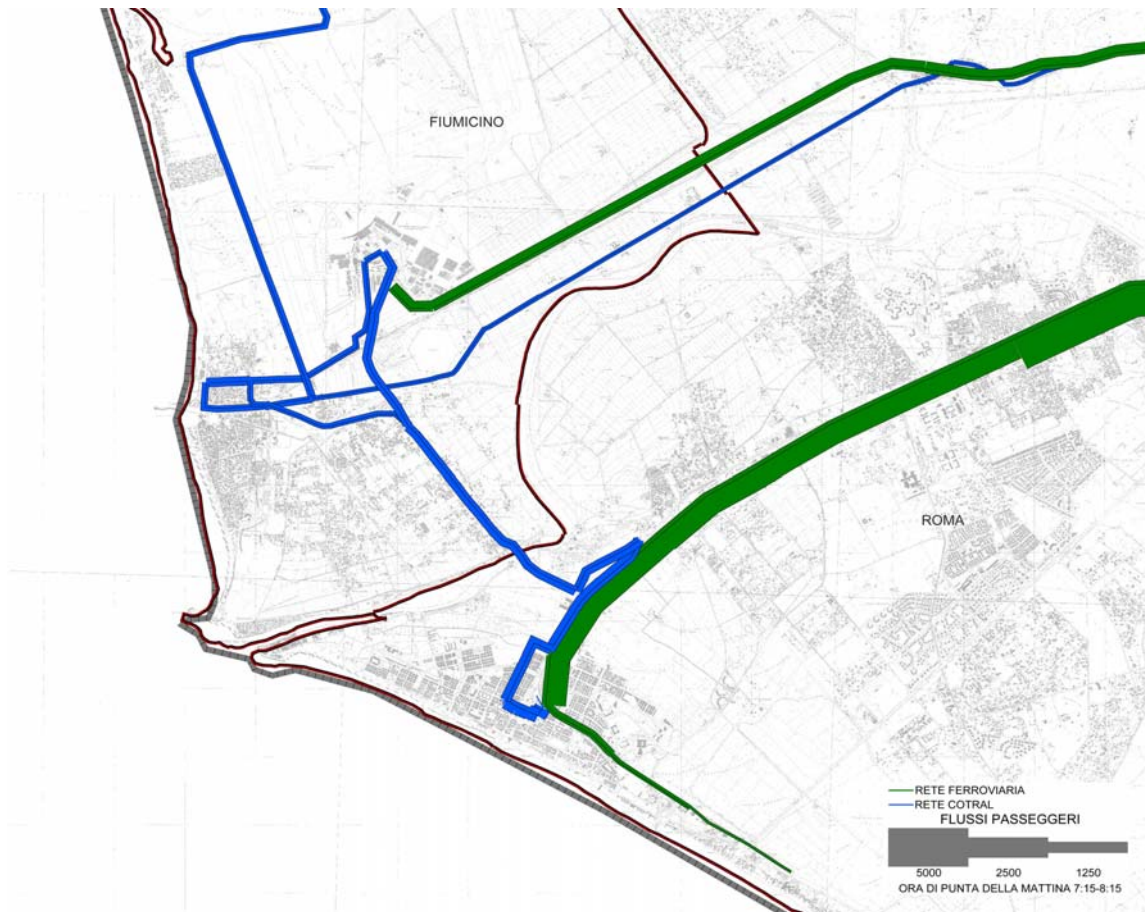 FIUMICINO
ROMA
RETE FERROVIARIA
RETE COTRAL
FLUSSI PASSEGGERI
5000 2500 1250
ORA DI PUNTA DELLA MATTINA 7:15-8:15